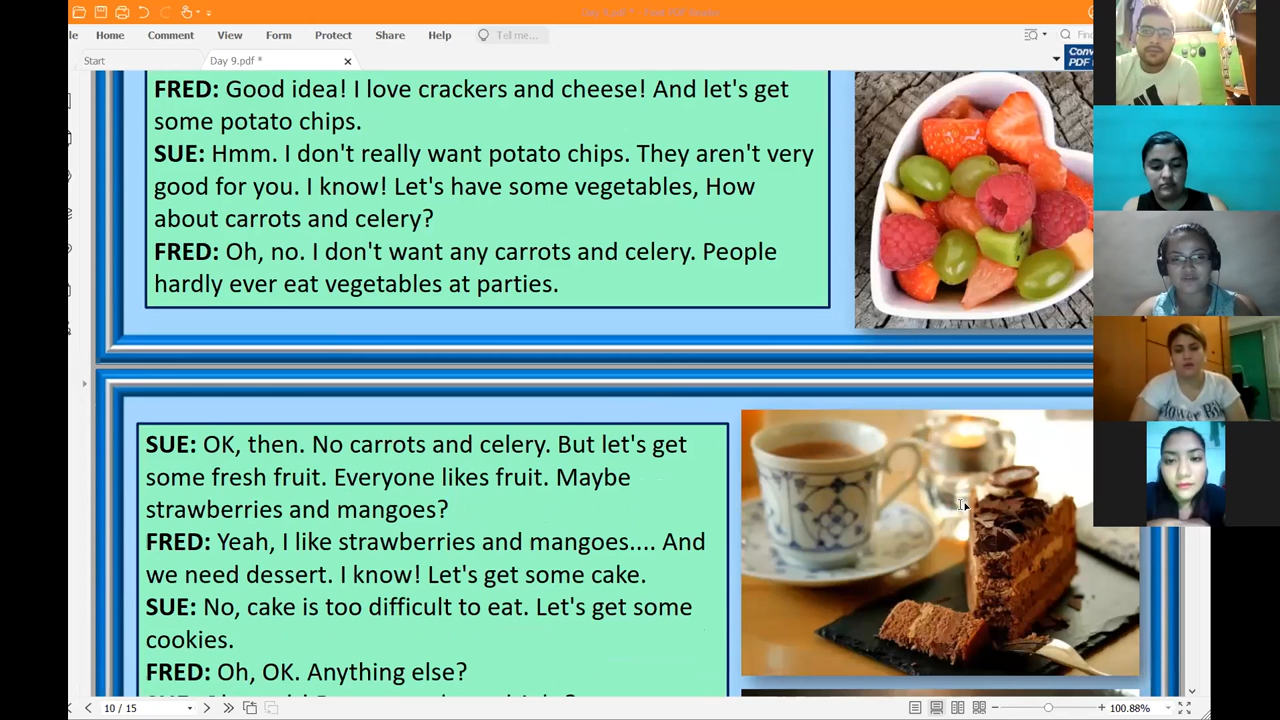 Home Comment View Form Protect Share Help Tell me...
Start Day 9.pdf *
FRED: Good idea! I love crackers and cheese! And let's get
some potato chips.
SUE: Hmm. I don't really want potato chips. They aren't very
good for you. I know! Let's have some vegetables, How
about carrots and celery?
FRED: Oh, no. I don't want any carrots and celery. People
hardly ever eat vegetables at parties.
SUE: OK, then. No carrots and celery. But let's get
some fresh fruit. Everyone likes fruit. Maybe
strawberries and mangoes?
FRED: Yeah, I like strawberries and mangoes.... And
we need dessert. I know! Let's get some cake.
SUE: No, cake is too difficult to eat. Let's get some
cookies.
FRED: Oh, OK. Anything else?
10 / 15
100.88%